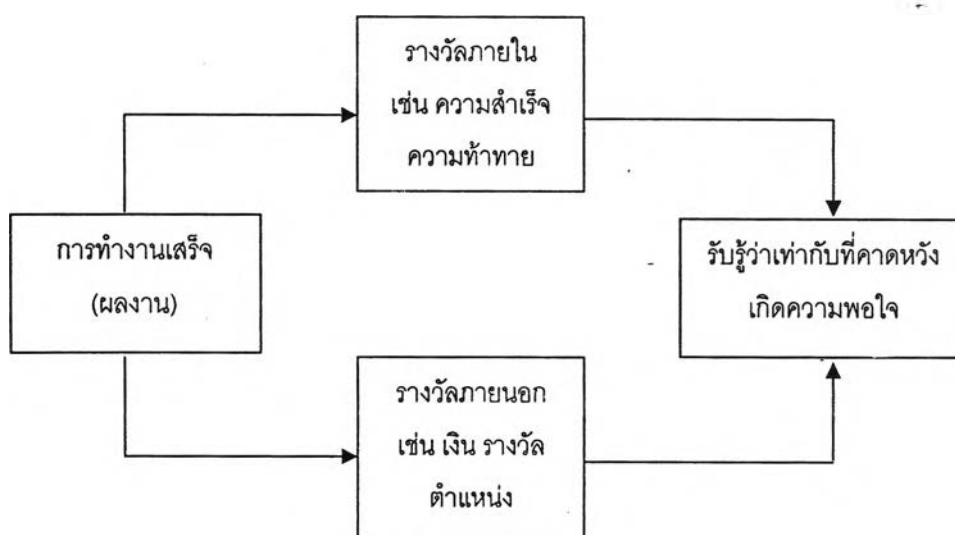 รางวัลภายใน
เช่น ความสำเร็จ
ความท้าทาย
การทำงานเสร็จ
(ผลงาน)
รับรู้ว่าเท่ากับที่คาดหวัง
เกิดความพอใจ
รางวัลภายนอก
เช่น เงิน รางวัล
ตำแหน่ง